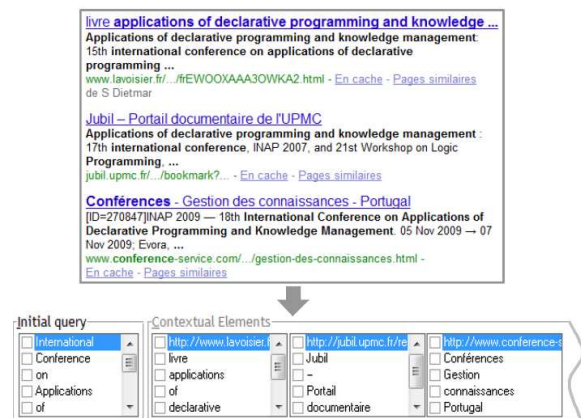 livre applications of declarative programming and knowledge ...
Applications of declarative programming and knowledge management:
15th international conference on applications of declarative
programming ...
www.lavoisier.fr/.../frEWOOXAAA3OWKA2.html - En cache - Pages similaires
de S Dietmar
Jubil – Portail documentaire de l'UPMC
Applications of declarative programming and knowledge management :
17th international conference, INAP 2007, and 21st Workshop on Logic
Programming, ...
jubil.upmc.fr/.../bookmark?... - En cache - Pages similaires
Conférences - Gestion des connaissances - Portugal
[ID=270847]INAP 2009 — 18th International Conference on Applications of
Declarative Programming and Knowledge Management. 05 Nov 2009 → 07
Nov 2009; Evora, ...
www.conference-service.com/.../gestion-des-connaissances.html -
En cache - Pages similaires
Initial query
International
Conference
on
Applications
of
Contextual Elements
http://www.lavoisier.f
livre
applications
of
declarative
http://jubil.upmc.fr/re
Jubil
–
Portail
documentaire
http://www.conference-s
Conférences
Gestion
connaissances
Portugal